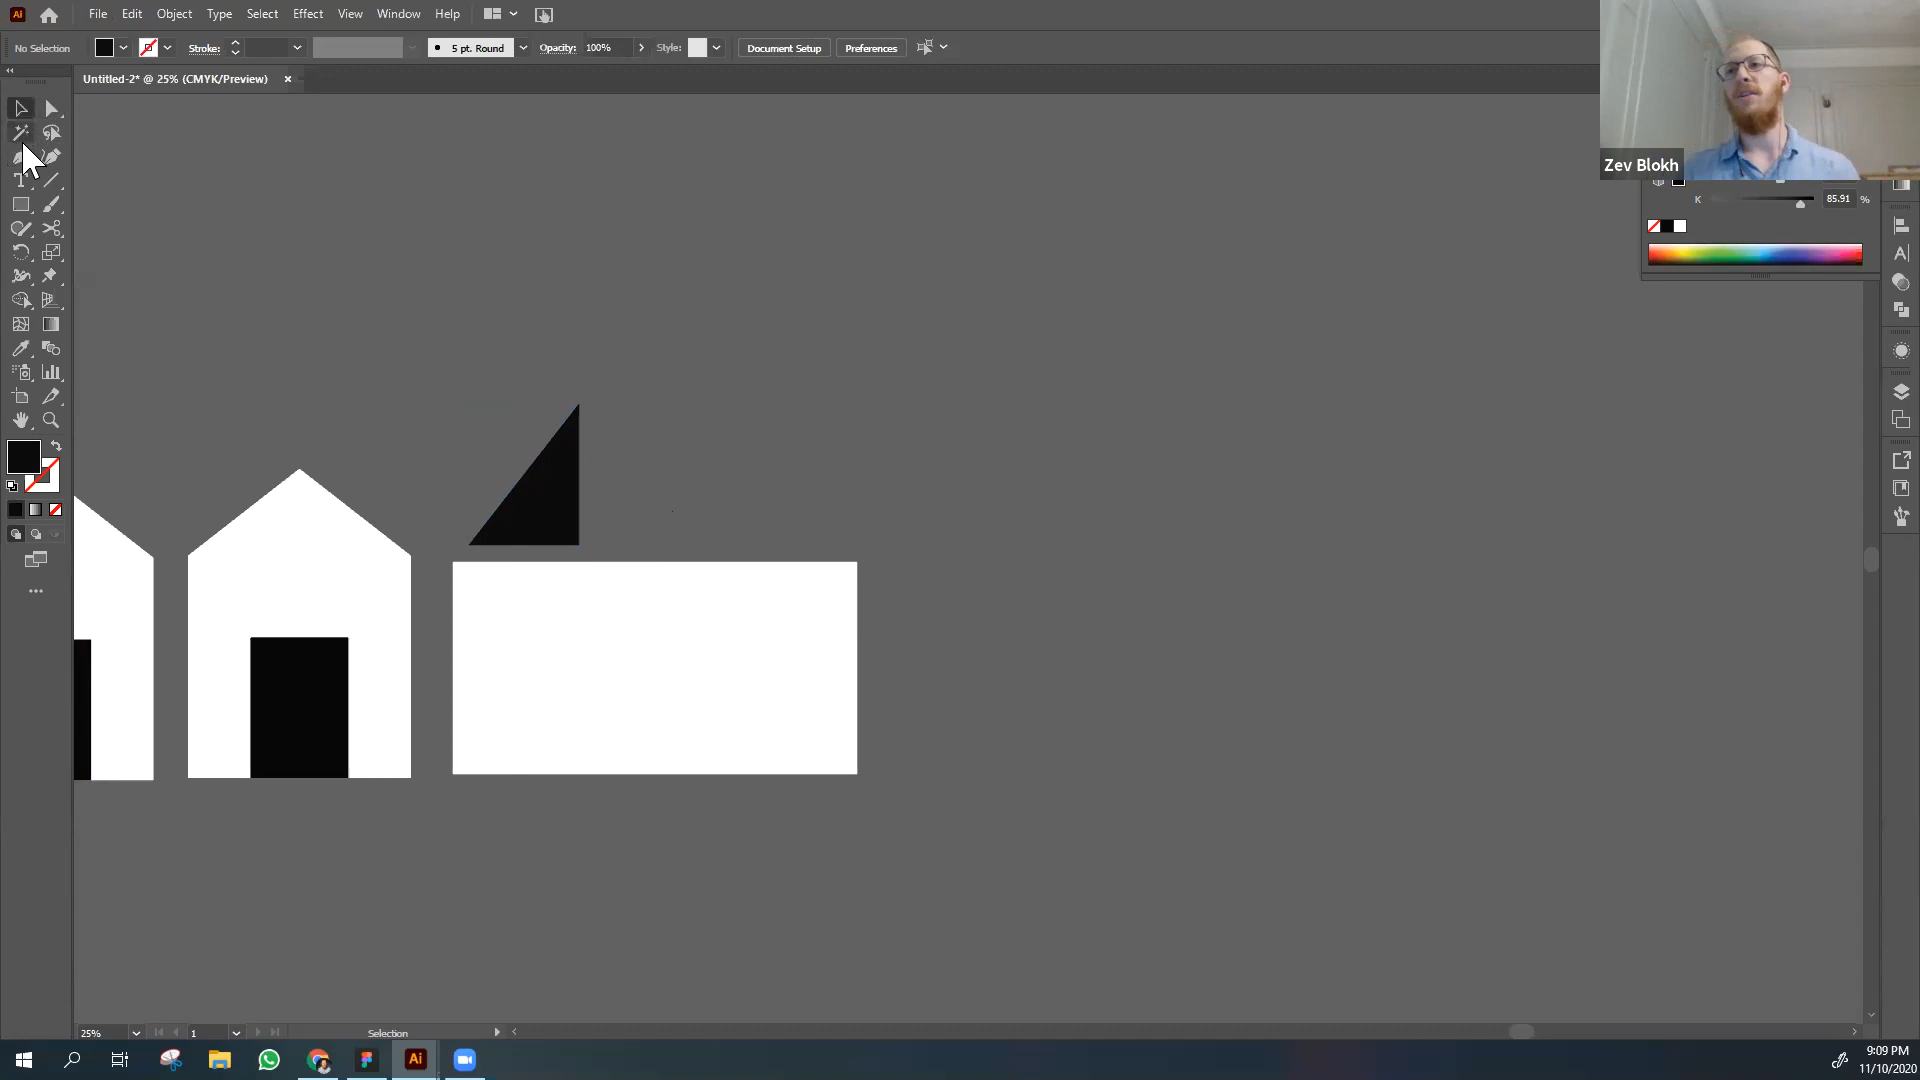 Ai File Edit Object Type Select Effect View Window Help
No Selection Stroke: 5 pt. Round Opacity: 100% Style: Document Setup Preferences
Untitled-2* @ 25% (CMYK/Preview) ×
Zev Blokh
K 85.91 %
25% 1 Selection
Ai
9:09 PM
11/10/2020